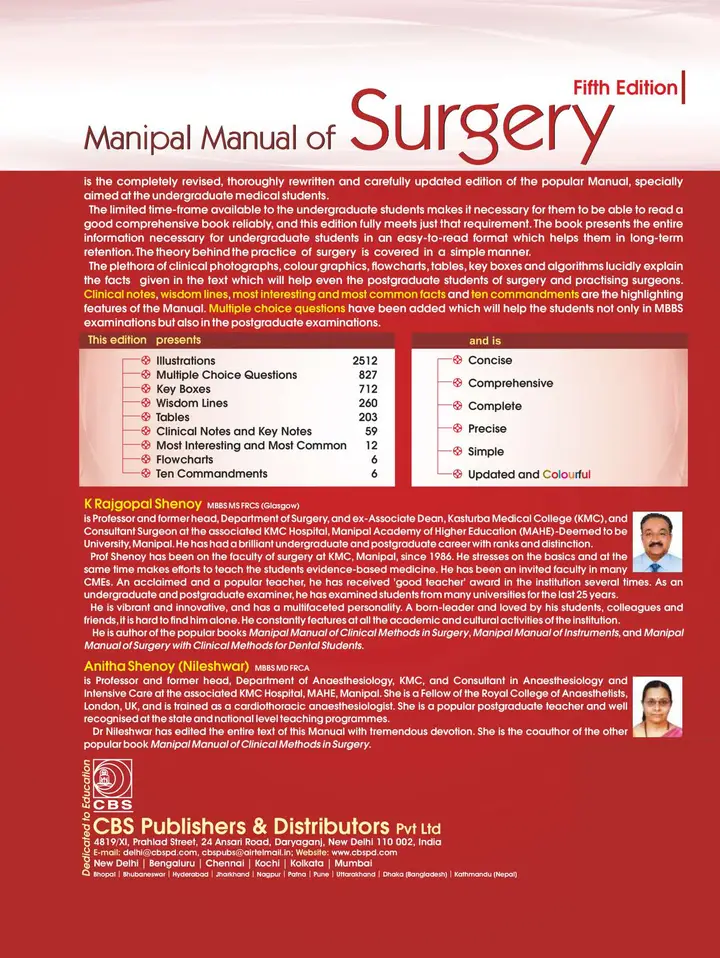 Fifth Edition
Manipal Manual of Surgery
is the completely revised, thoroughly rewritten and carefully updated edition of the popular Manual, specially
aimed at the undergraduate medical students.
The limited time-frame available to the undergraduate students makes it necessary for them to be able to read a
good comprehensive book reliably, and this edition fully meets just that requirement. The book presents the entire
information necessary for undergraduate students in an easy-to-read format which helps them in long-term
retention. The theory behind the practice of surgery is covered in a simple manner.
The plethora of clinical photographs, colour graphics, flowcharts, tables, key boxes and algorithms lucidly explain
the facts given in the text which will help even the postgraduate students of surgery and practising surgeons.
Clinical notes, wisdom lines, most interesting and most common facts and ten commandments are the highlighting
features of the Manual. Multiple choice questions have been added which will help the students not only in MBBS
examinations but also in the postgraduate examinations.
This edition presents
Illustrations 2512
Multiple Choice Questions 827
Key Boxes 712
Wisdom Lines 260
Tables 203
Clinical Notes and Key Notes 59
Most Interesting and Most Common 12
Flowcharts 6
Ten Commandments 6
and is
Concise
Comprehensive
Complete
Precise
Simple
Updated and Colourful
K Rajgopal Shenoy MBBS MS FRCS (Glasgow)
is Professor and former head, Department of Surgery, and ex-Associate Dean, Kasturba Medical College (KMC), and
Consultant Surgeon at the associated KMC Hospital, Manipal Academy of Higher Education (MAHE)-Deemed to be
University, Manipal. He has had a brilliant undergraduate and postgraduate career with ranks and distinction.
Prof Shenoy has been on the faculty of surgery at KMC, Manipal, since 1986. He stresses on the basics and at the
same time makes efforts to teach the students evidence-based medicine. He has been an invited faculty in many
CMEs. An acclaimed and a popular teacher, he has received 'good teacher' award in the institution several times. As an
undergraduate and postgraduate examiner, he has examined students from many universities for the last 25 years.
He is vibrant and innovative, and has a multifaceted personality. A born-leader and loved by his students, colleagues and
friends, it is hard to find him alone. He constantly features at all the academic and cultural activities of the institution.
He is author of the popular books Manipal Manual of Clinical Methods in Surgery, Manipal Manual of Instruments, and Manipal
Manual of Surgery with Clinical Methods for Dental Students.
Anitha Shenoy (Nileshwar) MBBS MD FRCA
is Professor and former head, Department of Anaesthesiology, KMC, and Consultant in Anaesthesiology and
Intensive Care at the associated KMC Hospital, MAHE, Manipal. She is a Fellow of the Royal College of Anaesthetists,
London, UK, and is trained as a cardiothoracic anaesthesiologist. She is a popular postgraduate teacher and well
recognised at the state and national level teaching programmes.
Dr Nileshwar has edited the entire text of this Manual with tremendous devotion. She is the coauthor of the other
popular book Manipal Manual of Clinical Methods in Surgery.
Dedicated to Education
CBS
CBS Publishers & Distributors Pvt Ltd
4819/XI, Prahlad Street, 24 Ansari Road, Daryaganj, New Delhi 110 002, India
E-mail: delhi@cbspd.com, cbspubs@airtelmail.in; Website: www.cbspd.com
New Delhi | Bengaluru | Chennai | Kochi | Kolkata | Mumbai
Bhopal | Bhubaneswar | Hyderabad | Jharkhand | Nagpur | Patna | Pune | Uttarakhand | Dhaka (Bangladesh) | Kathmandu (Nepal)